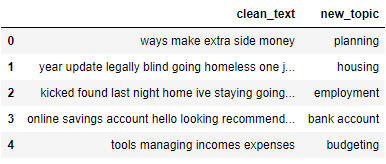 clean_text new_topic
0 ways make extra side money planning
1 year update legally blind going homeless one j... housing
2 kicked found last night home ive staying going... employment
3 online savings account hello looking recommend... bank account
4 tools managing incomes expenses budgeting